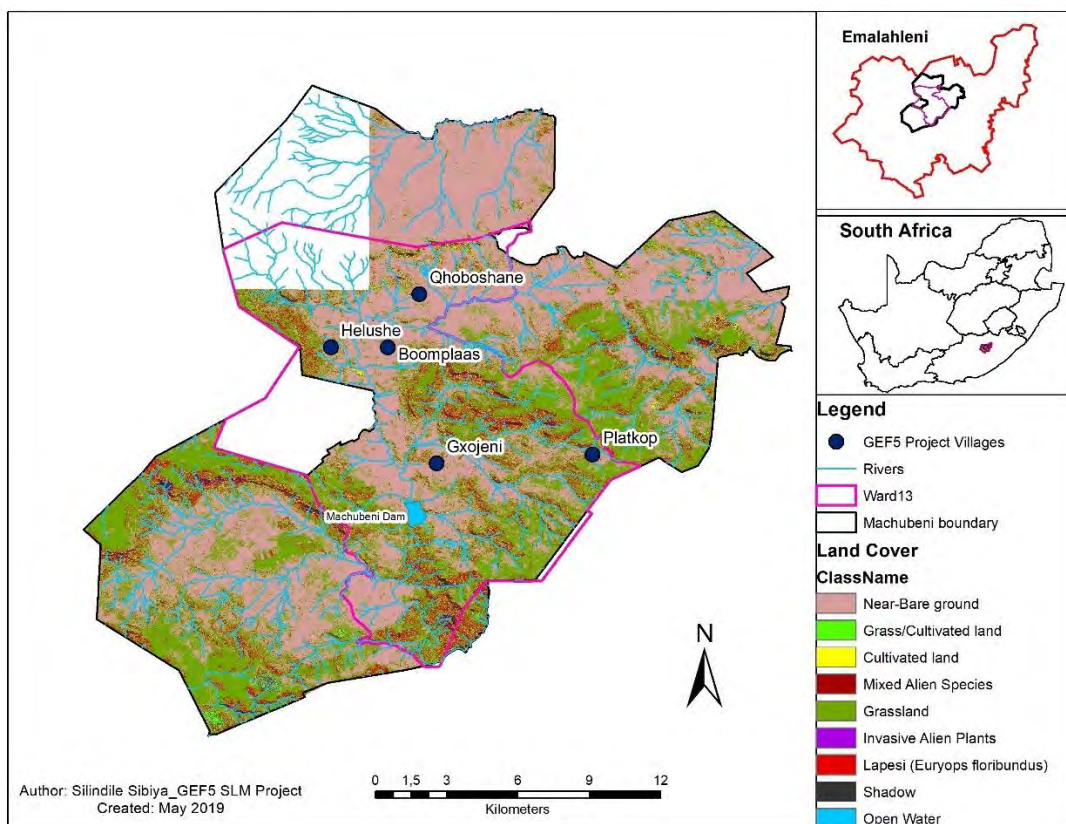 Qhoboshane
Helushe
Boomplaas
Gxojeni
Platkop
Machubeni Dam
N
0 1,5 3 6 9 12
Kilometers
Author: Silindile Sibiya_GEF5 SLM Project
Created: May 2019
Emalahleni
South Africa
Legend
GEF5 Project Villages
Rivers
Ward13
Machubeni boundary
Land Cover
ClassName
Near-Bare ground
Grass/Cultivated land
Cultivated land
Mixed Alien Species
Grassland
Invasive Alien Plants
Lapesi (Euryops floribundus)
Shadow
Open Water